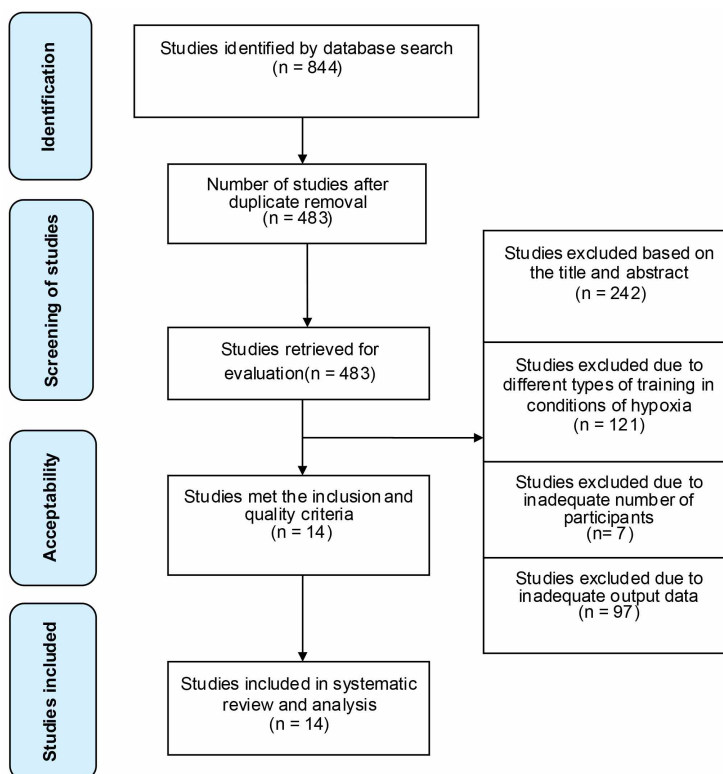 Identification
Studies identified by database search
(n = 844)
Number of studies after
duplicate removal
(n = 483)
Screening of studies
Studies retrieved for
evaluation(n = 483)
Studies excluded based on
the title and abstract
(n = 242)
Studies excluded due to
different types of training in
conditions of hypoxia
(n = 121)
Studies excluded due to
inadequate number of
participants
(n= 7)
Studies excluded due to
inadequate output data
(n = 97)
Acceptability
Studies met the inclusion and
quality criteria
(n = 14)
Studies included
Studies included in systematic
review and analysis
(n = 14)